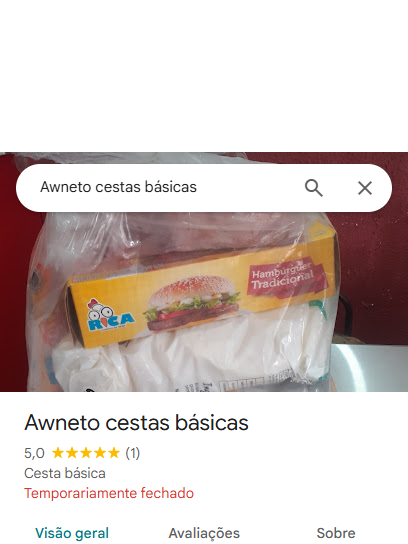 Awneto cestas básicas
Hamburguer
Tradicional
RICA
Awneto cestas básicas
5,0 (1)
Cesta básica
Temporariamente fechado
Visão geral Avaliações Sobre